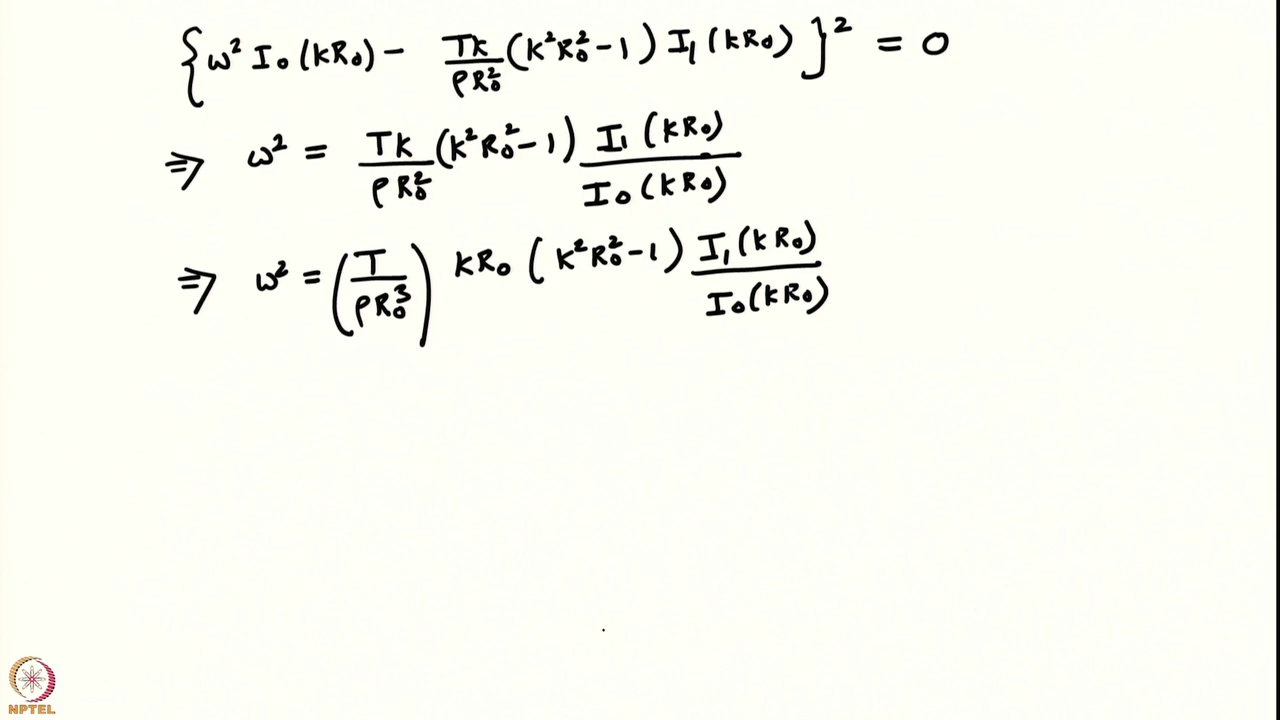 {ω² I₀(kR₀) − Tk/ρR₀² (k²R₀²−1) I₁(kR₀)}² = 0
⇒ ω² = Tk/ρR₀² (k²R₀²−1) I₁(kR₀)/I₀(kR₀)
⇒ ω² = (T/ρR₀³) kR₀ (k²R₀²−1) I₁(kR₀)/I₀(kR₀)
NPTEL